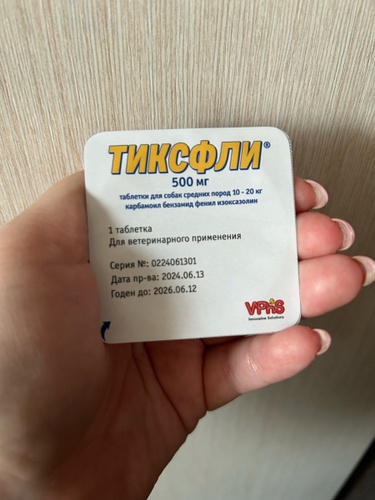 ТИКСФЛИ®
500 мг
таблетки для собак средних пород 10 - 20 кг
карбамоил бензамид фенил изоксазолин
1 таблетка
Для ветеринарного применения
Серия №: 0224061301
Дата пр-ва: 2024.06.13
Годен до: 2026.06.12
VPHS
Innovative Solutions